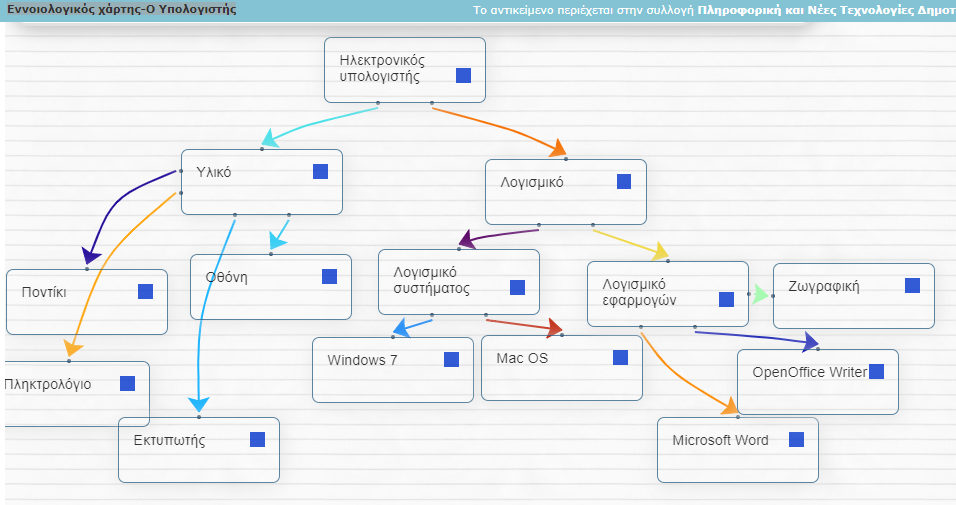 Εννοιολογικός χάρτης-Ο Υπολογιστής
Το αντικείμενο περιέχεται στην συλλογή Πληροφορική και Νέες Τεχνολογίες Δημοτ
Ηλεκτρονικός
υπολογιστής
Υλικό
Λογισμικό
Ποντίκι
Οθόνη
Λογισμικό
συστήματος
Λογισμικό
εφαρμογών
Ζωγραφική
Πληκτρολόγιο
Windows 7
Mac OS
OpenOffice Writer
Εκτυπωτής
Microsoft Word